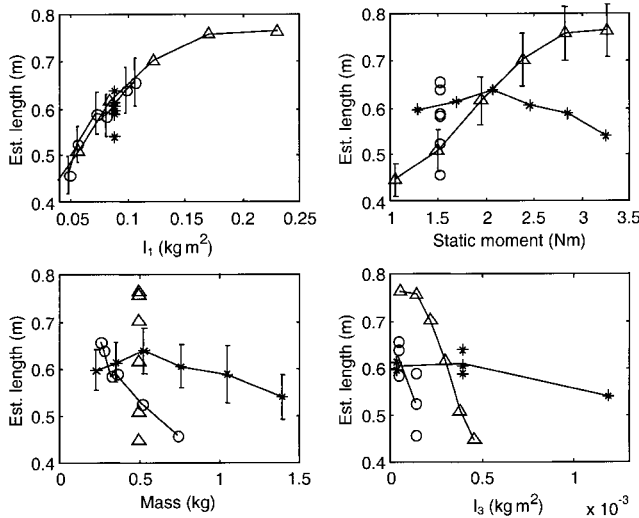 0.8
0.7
0.6
0.5
0.4
Est. length (m)
0.05 0.1 0.15 0.2 0.25
I₁ (kg m²)
0.8
0.7
0.6
0.5
0.4
Est. length (m)
1 1.5 2 2.5 3 3.5
Static moment (Nm)
0.8
0.7
0.6
0.5
0.4
Est. length (m)
0 0.5 1 1.5
Mass (kg)
0.8
0.7
0.6
0.5
0.4
Est. length (m)
0 0.5 1
I₃ (kg m²) x 10⁻³